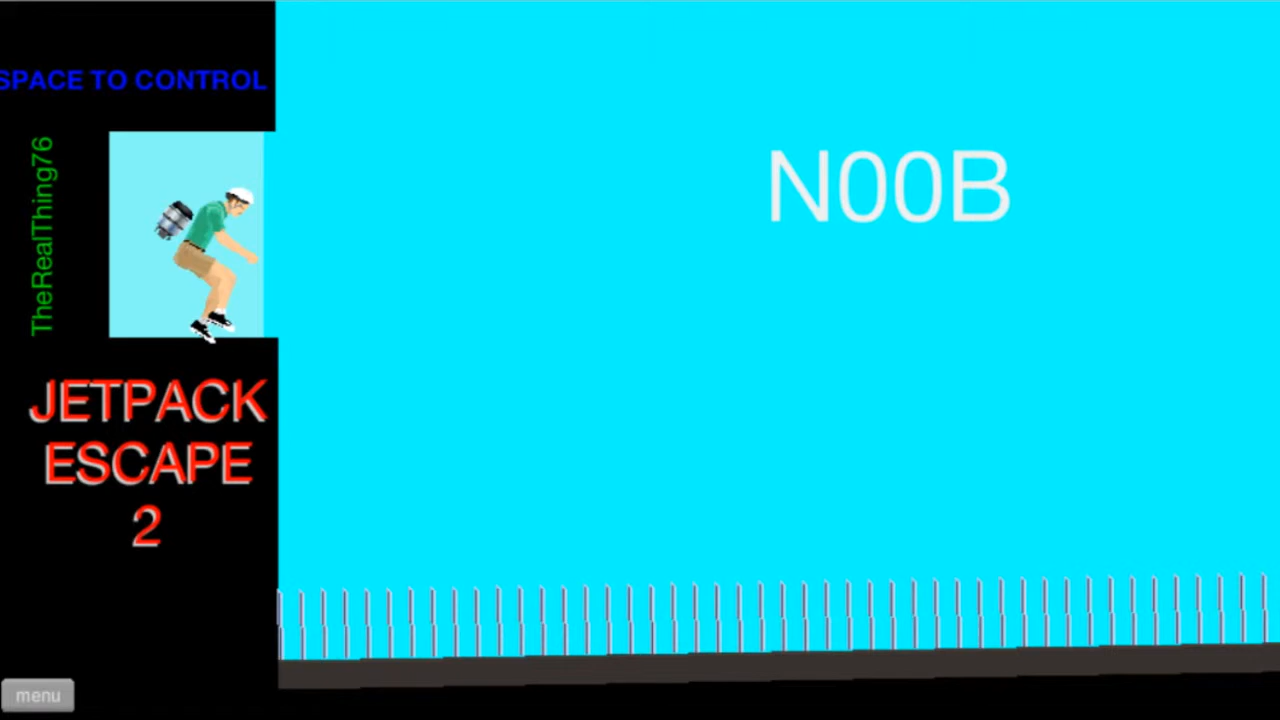 SPACE TO CONTROL
TheRealThing76
N00B
JETPACK
ESCAPE
2
menu